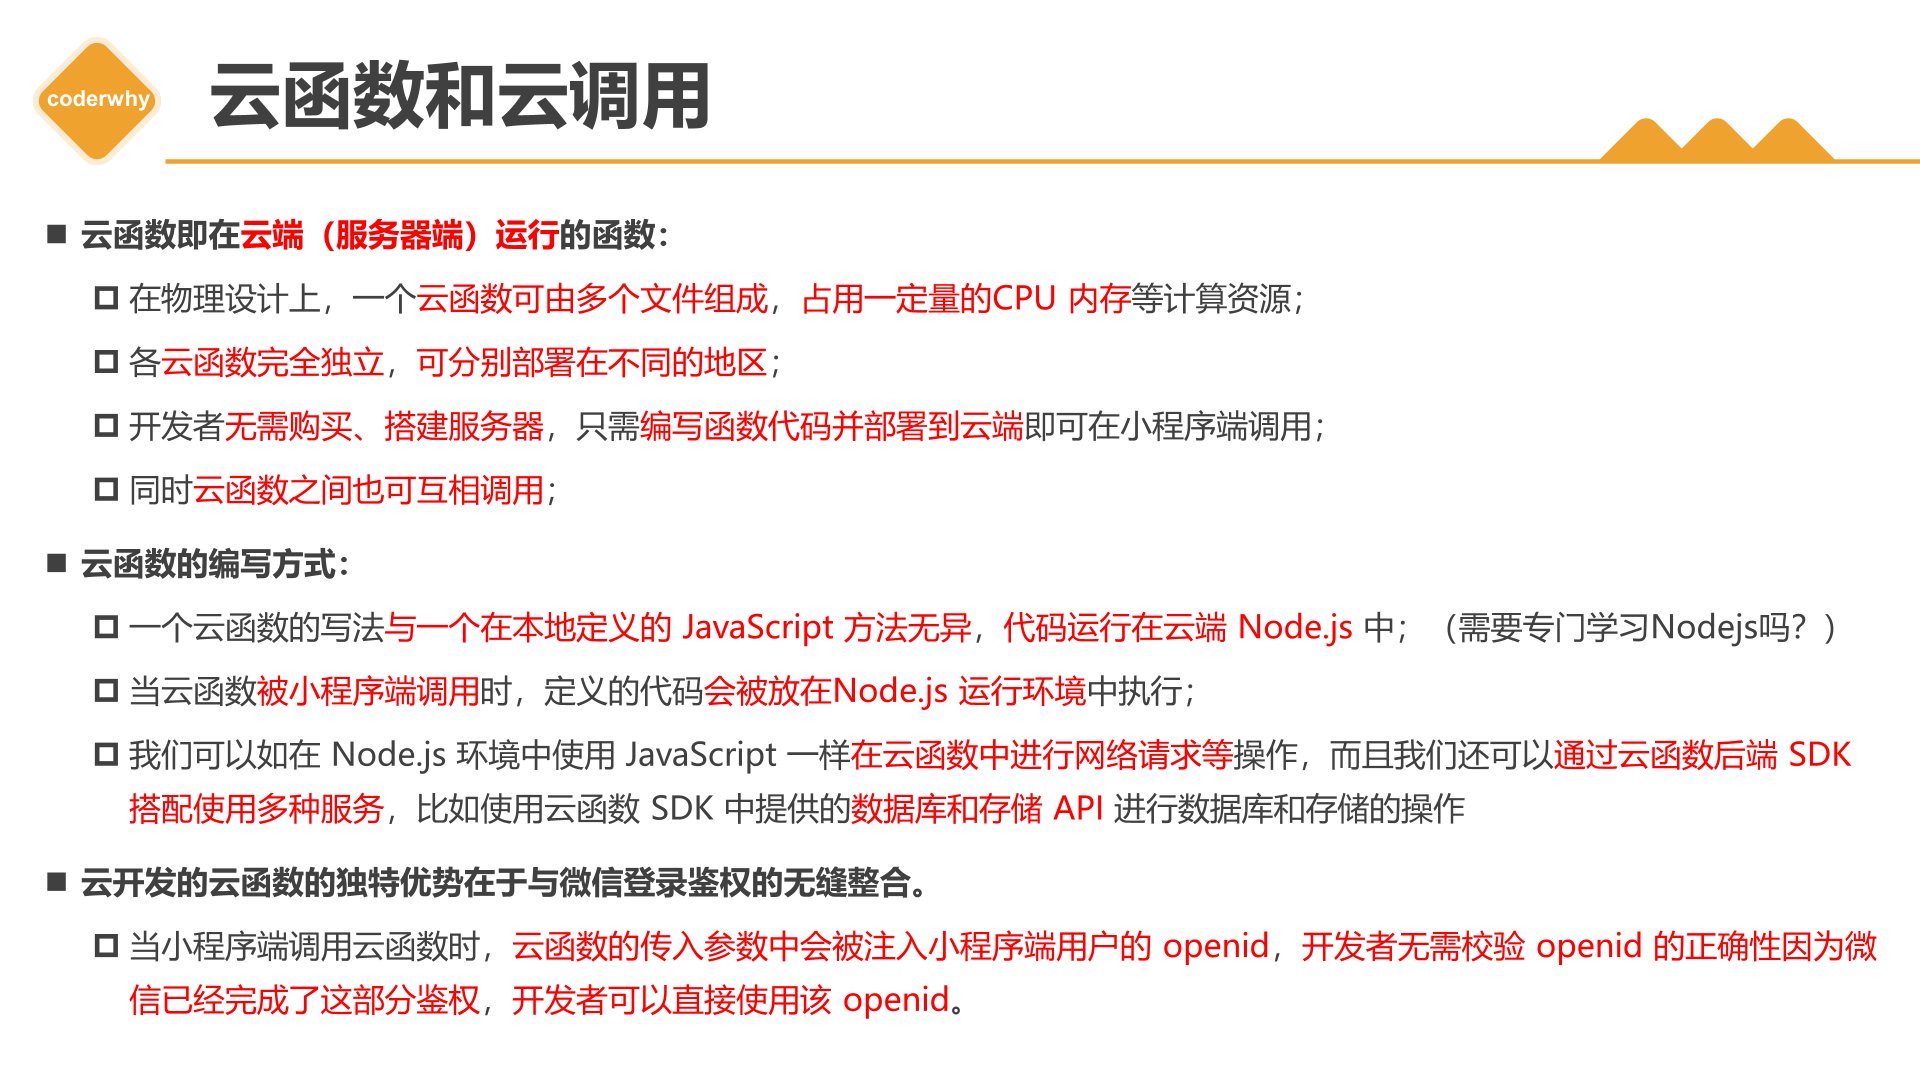 coderwhy
云函数和云调用
云函数即在云端（服务器端）运行的函数：
在物理设计上，一个云函数可由多个文件组成，占用一定量的CPU 内存等计算资源；
各云函数完全独立，可分别部署在不同的地区；
开发者无需购买、搭建服务器，只需编写函数代码并部署到云端即可在小程序端调用；
同时云函数之间也可互相调用；
云函数的编写方式：
一个云函数的写法与一个在本地定义的 JavaScript 方法无异，代码运行在云端 Node.js 中；（需要专门学习Nodejs吗？）
当云函数被小程序端调用时，定义的代码会被放在Node.js 运行环境中执行；
我们可以如在 Node.js 环境中使用 JavaScript 一样在云函数中进行网络请求等操作，而且我们还可以通过云函数后端 SDK
搭配使用多种服务，比如使用云函数 SDK 中提供的数据库和存储 API 进行数据库和存储的操作
云开发的云函数的独特优势在于与微信登录鉴权的无缝整合。
当小程序端调用云函数时，云函数的传入参数中会被注入小程序端用户的 openid，开发者无需校验 openid 的正确性因为微
信已经完成了这部分鉴权，开发者可以直接使用该 openid。